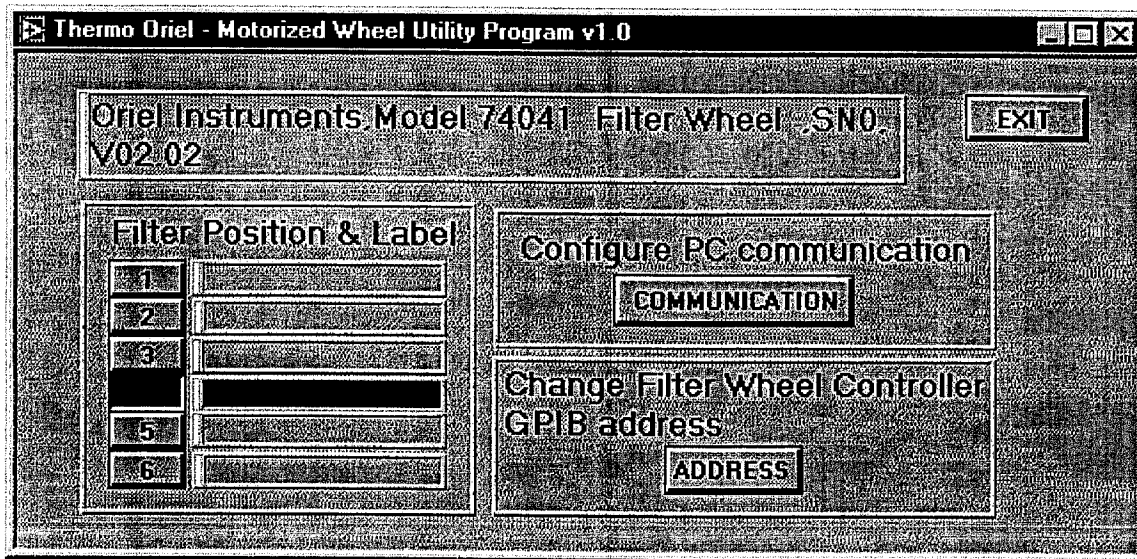 Thermo Oriel - Motorized Wheel Utility Program v1.0
Oriel Instruments,Model 74041 Filter Wheel ,SN0,
V02.02
EXIT
Filter Position & Label
1
2
3
5
6
Configure PC communication
COMMUNICATION
Change Filter Wheel Controller
GPIB address
ADDRESS